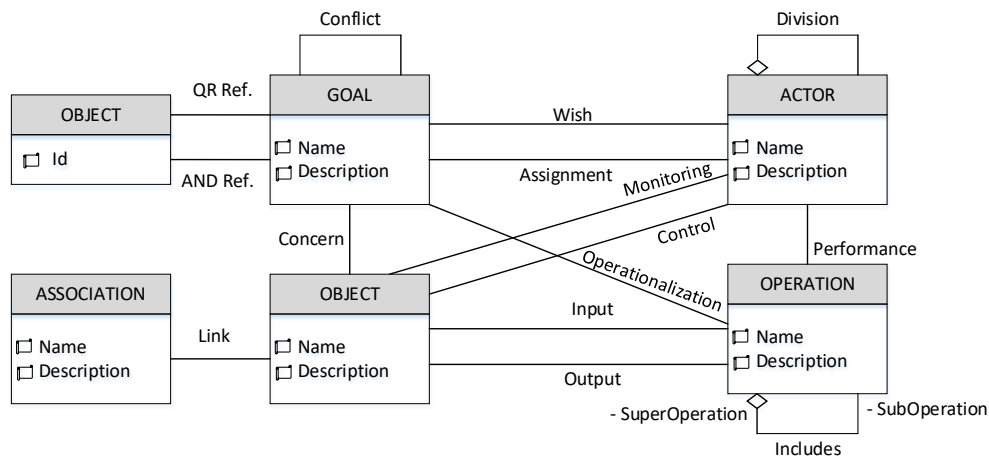 Conflict
Division
QR Ref.
GOAL
ACTOR
OBJECT
Wish
Id
Name
Description
Name
Description
AND Ref.
Assignment
Monitoring
Control
Concern
Operationalization
Performance
ASSOCIATION
OBJECT
OPERATION
Link
Input
Name
Description
Name
Description
Name
Description
Output
- SuperOperation
- SubOperation
Includes